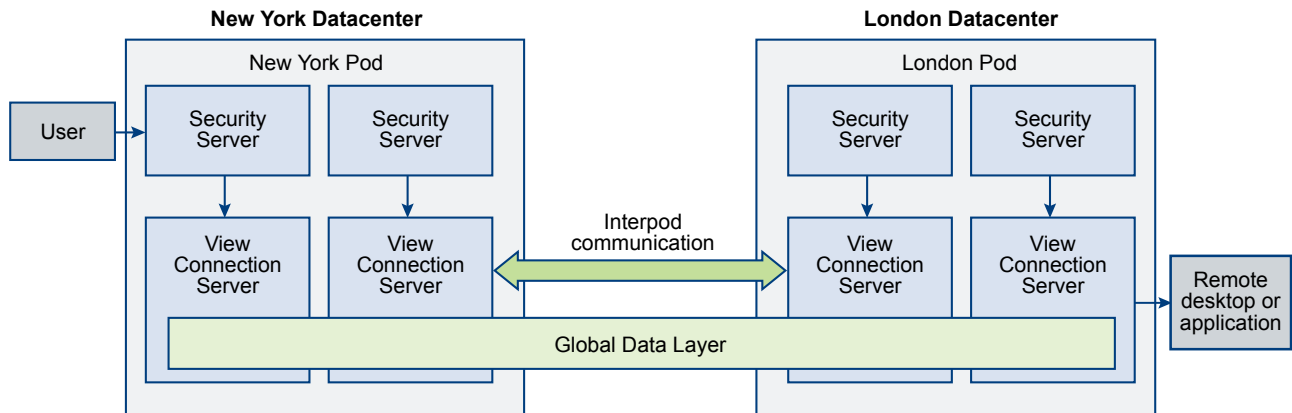 New York Datacenter
London Datacenter
New York Pod
London Pod
User
Security
Server
Security
Server
Security
Server
Security
Server
Interpod
communication
View
Connection
Server
View
Connection
Server
View
Connection
Server
View
Connection
Server
Remote
desktop or
application
Global Data Layer